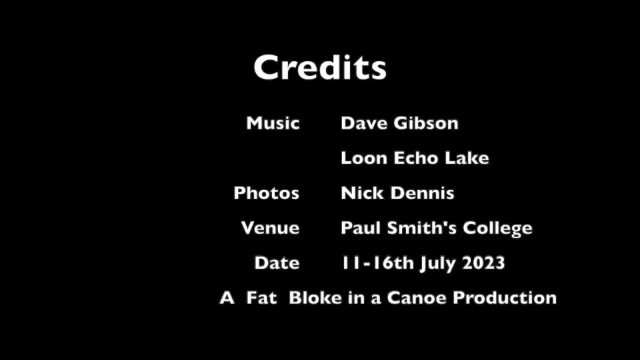 Credits
Music Dave Gibson
Loon Echo Lake
Photos Nick Dennis
Venue Paul Smith's College
Date 11-16th July 2023
A Fat Bloke in a Canoe Production